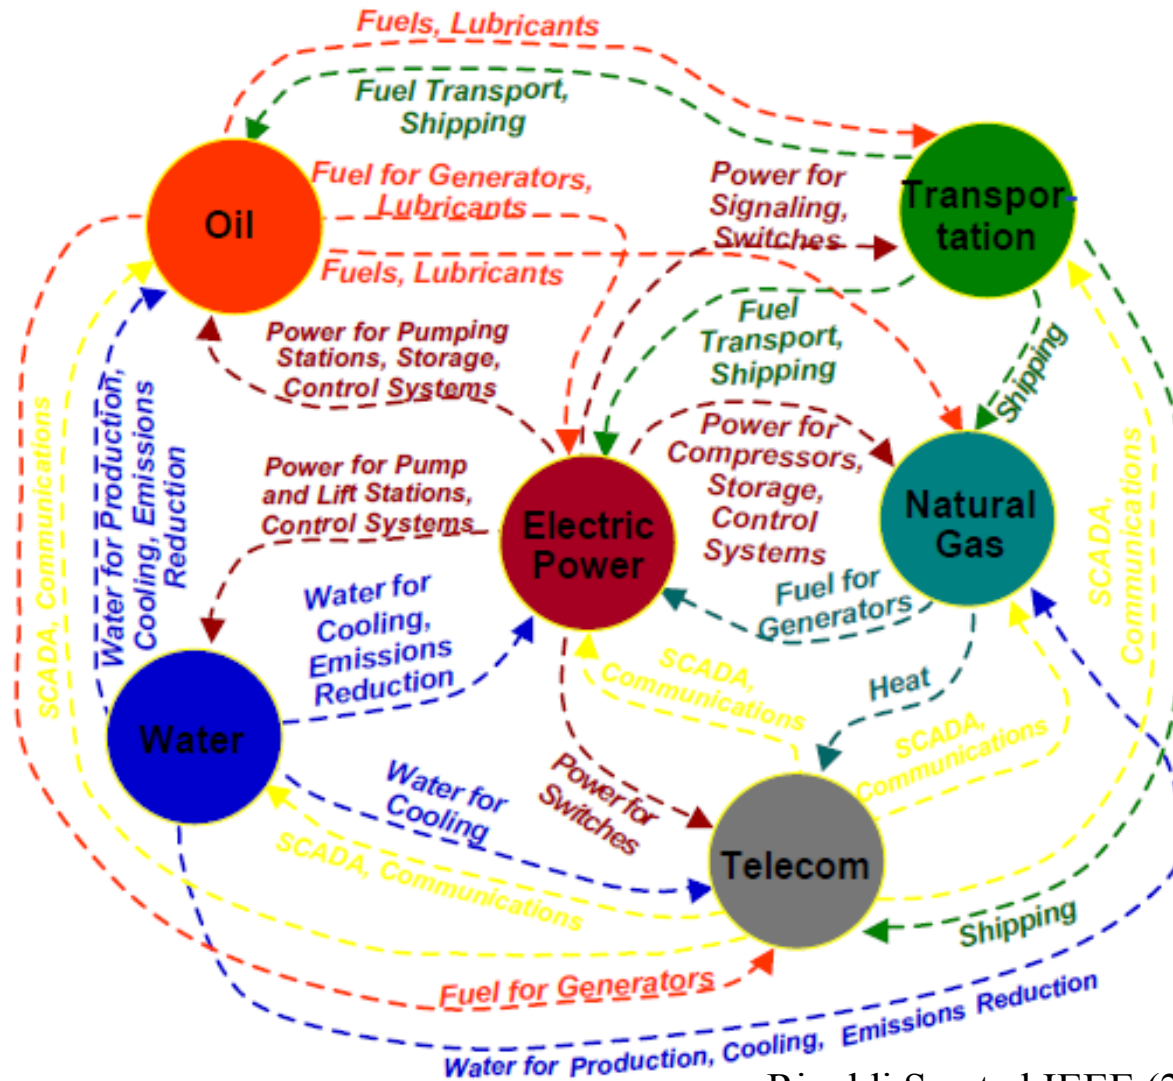 Fuels, Lubricants
Fuel Transport,
Shipping
Oil
Fuel for Generators,
Lubricants
Fuels, Lubricants
Power for
Signaling,
Switches
Transpor-
tation
Fuel
Transport,
Shipping
Shipping
Power for Pumping
Stations, Storage,
Control Systems
Power for
Compressors,
Storage,
Control
Systems
Natural
Gas
SCADA,
Communications
SCADA, Communications
Water for Production,
Cooling, Emissions
Reduction
Power for Pump
and Lift Stations,
Control Systems
Electric
Power
Water for
Cooling,
Emissions
Reduction
Fuel for
Generators
SCADA,
Communications
Heat
SCADA,
Communications
Water
Water for
Cooling
Power for
Switches
Telecom
SCADA, Communications
Shipping
Fuel for Generators
Water for Production, Cooling, Emissions Reduction